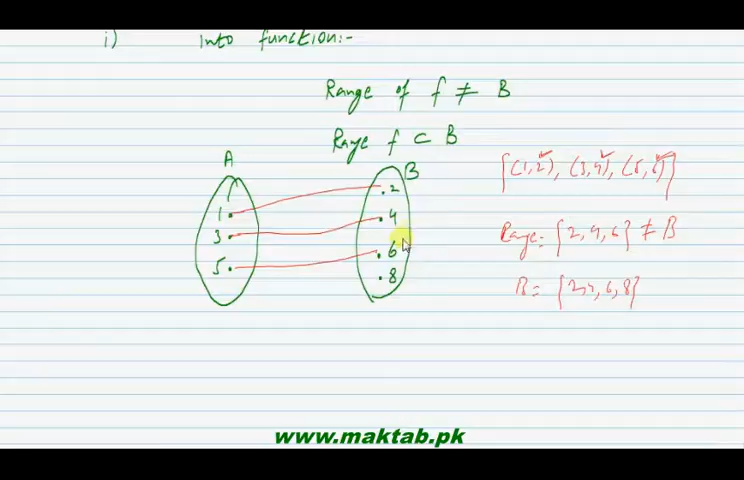 i) Into function:-
Range of f ≠ B
Range f ⊂ B
A
B
{(1,2), (3,4), (5,6)}
1
3
5
2
4
6
8
Range = {2,4,6} ≠ B
B = {2,4,6,8}
www.maktab.pk